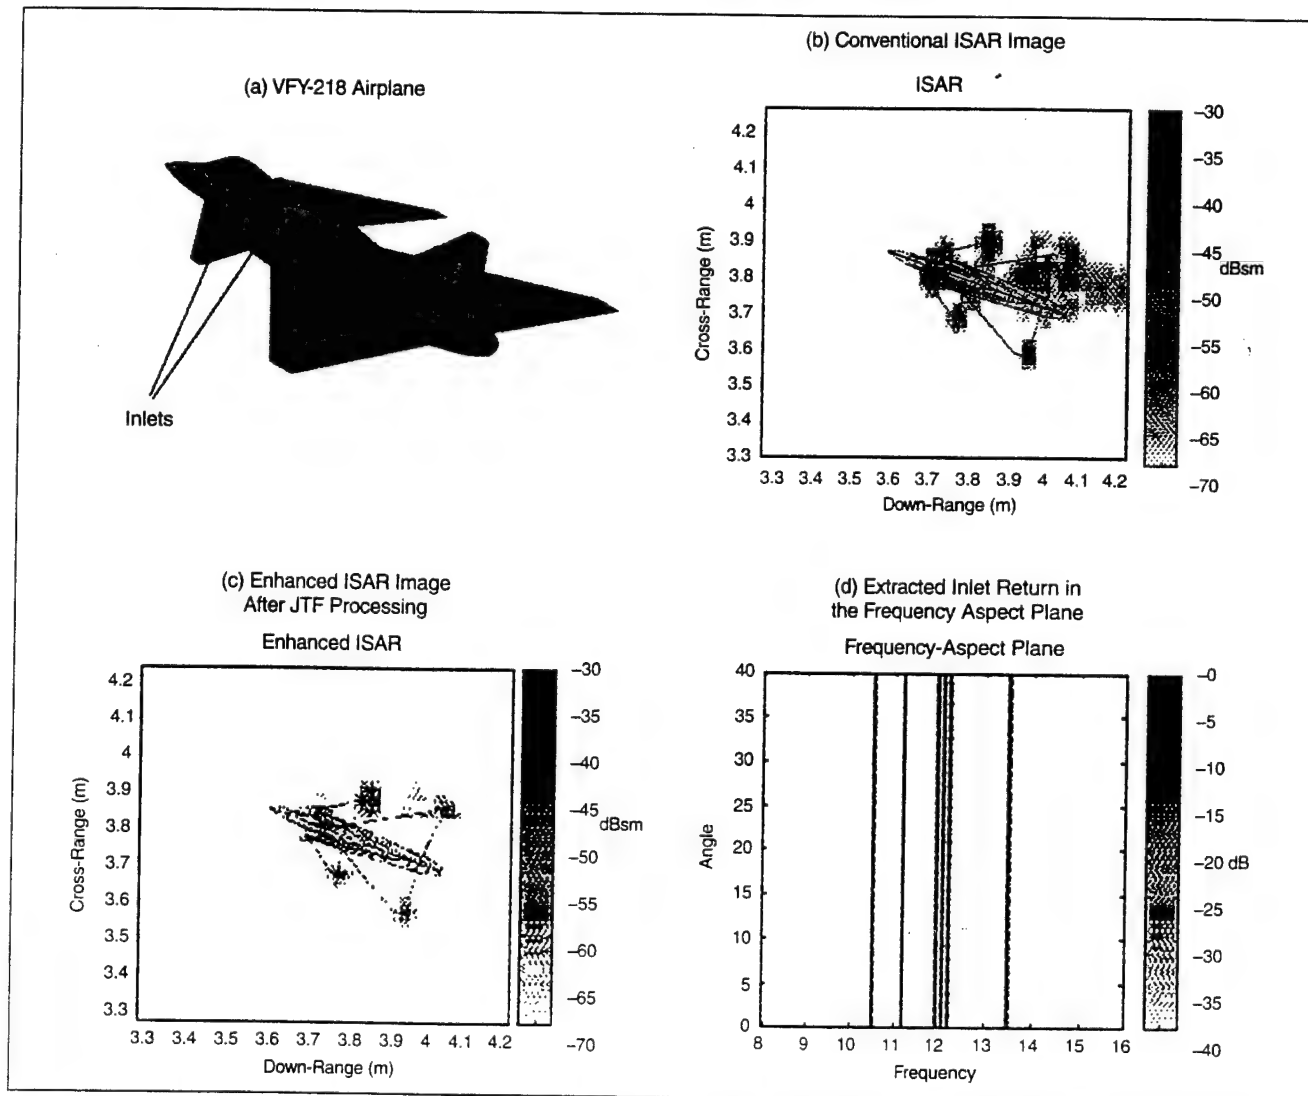 (a) VFY-218 Airplane
Inlets
(b) Conventional ISAR Image
ISAR
4.2
4.1
4
3.9
3.8
3.7
3.6
3.5
3.4
3.3
Cross-Range (m)
3.3 3.4 3.5 3.6 3.7 3.8 3.9 4 4.1 4.2
Down-Range (m)
-30
-35
-40
-45
dBsm
-50
-55
-60
-65
-70
(c) Enhanced ISAR Image
After JTF Processing
Enhanced ISAR
4.2
4.1
4
3.9
3.8
3.7
3.6
3.5
3.4
3.3
Cross-Range (m)
3.3 3.4 3.5 3.6 3.7 3.8 3.9 4 4.1 4.2
Down-Range (m)
-30
-35
-40
-45
dBsm
-50
-55
-60
-65
-70
(d) Extracted Inlet Return in
the Frequency Aspect Plane
Frequency-Aspect Plane
40
35
30
25
20
15
10
5
0
Angle
8 9 10 11 12 13 14 15 16
Frequency
-0
-5
-10
-15
-20 dB
-25
-30
-35
-40